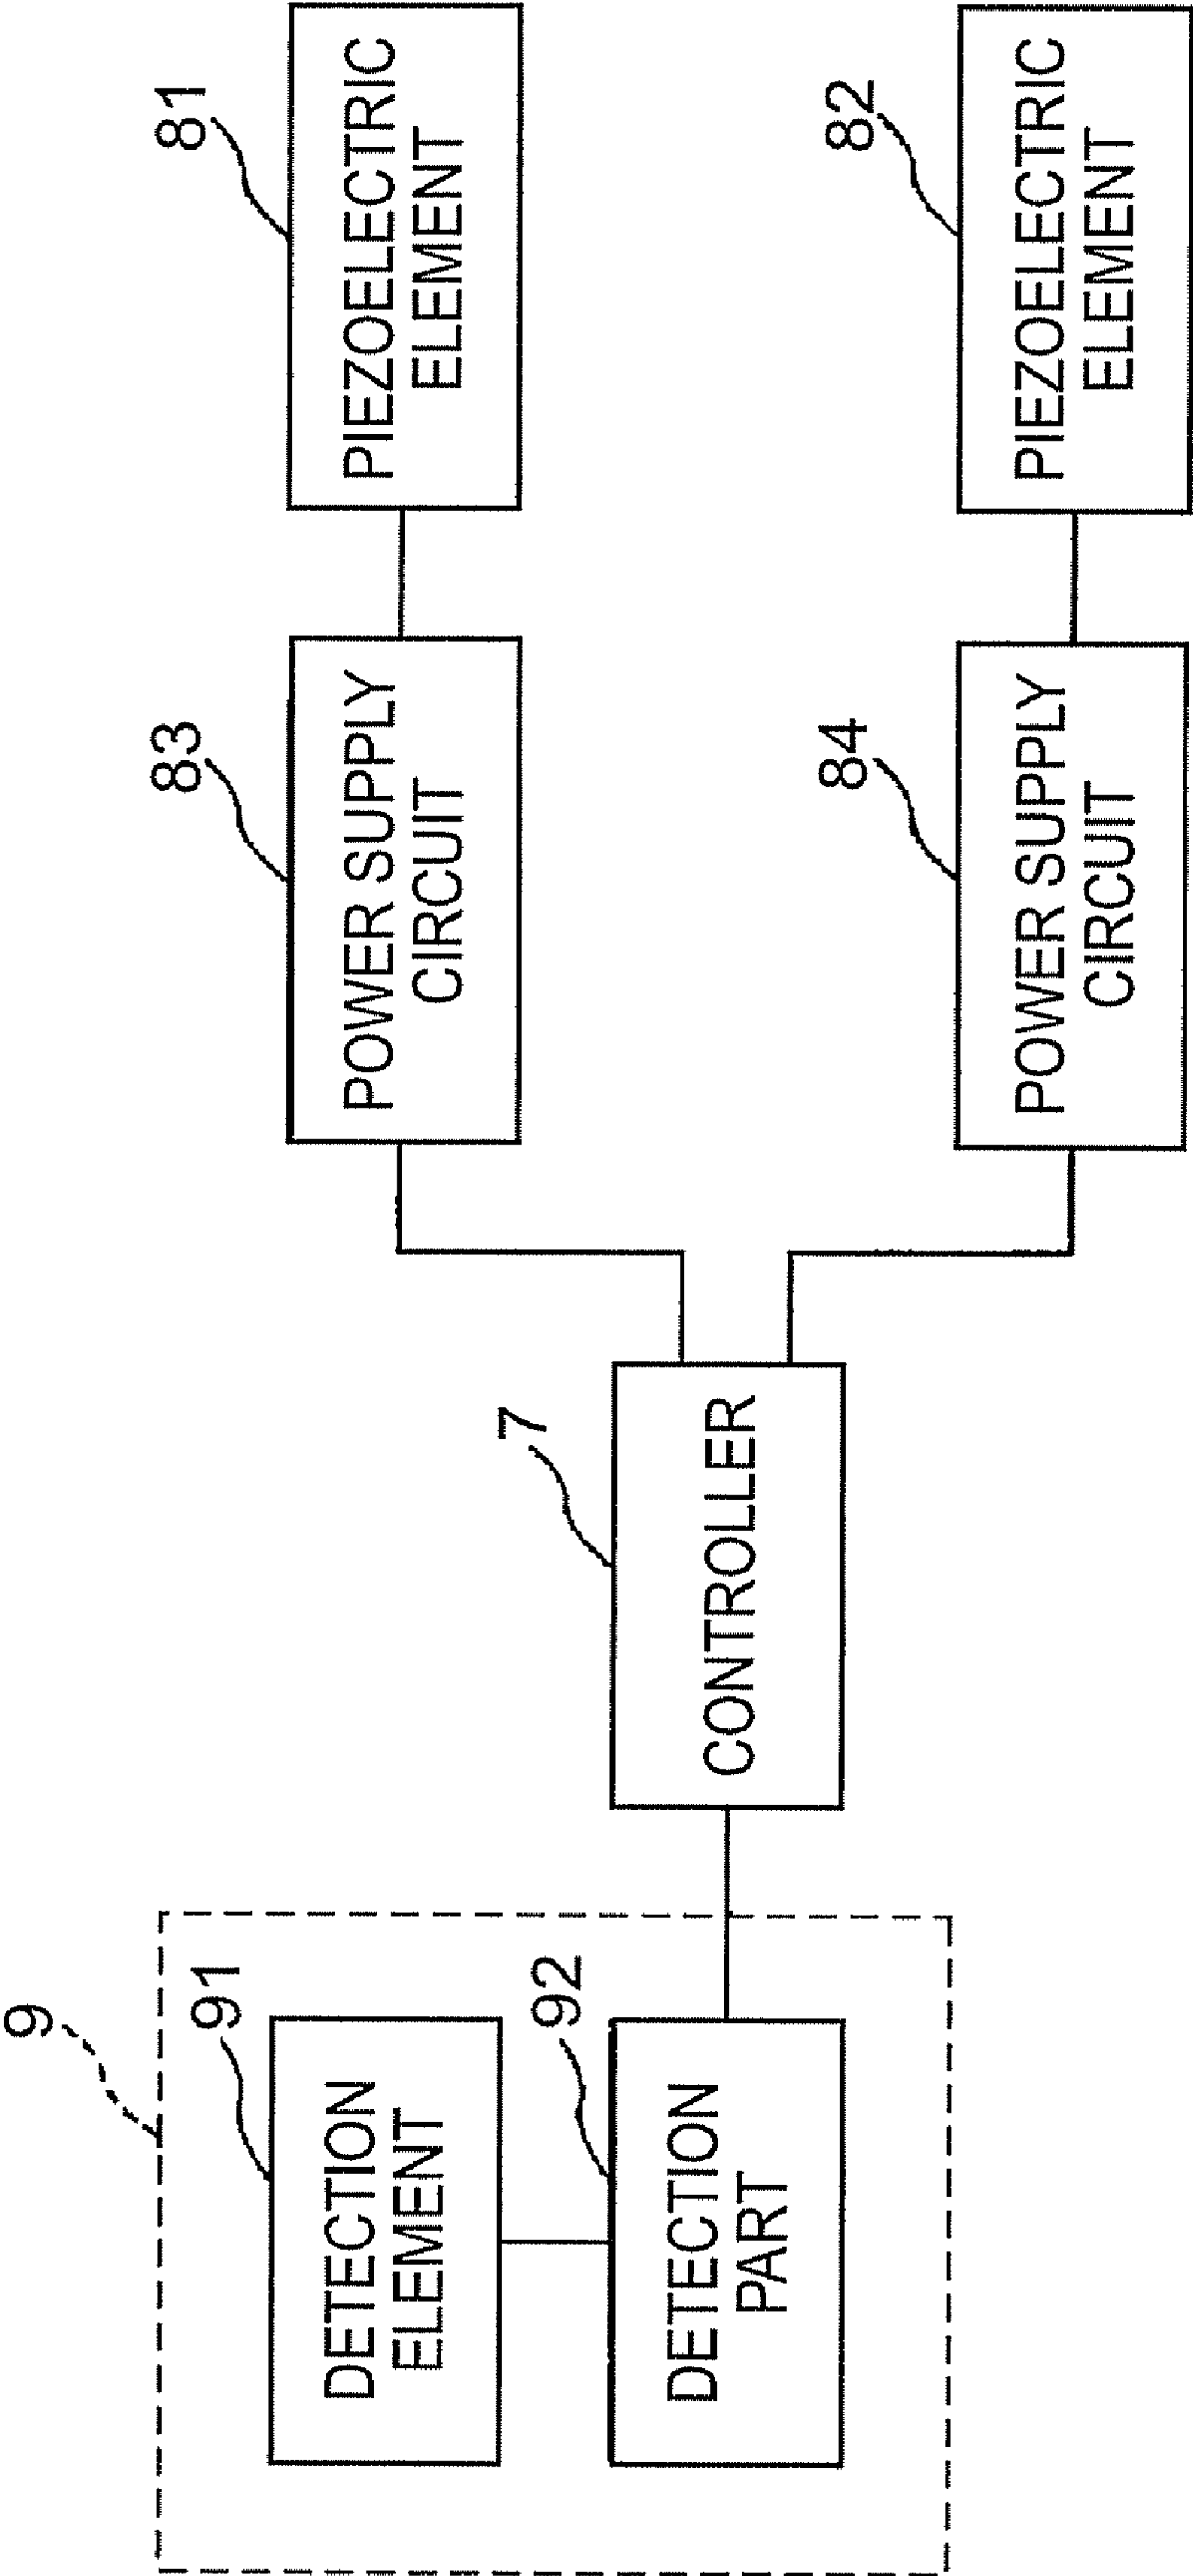 9
91
DETECTION
ELEMENT
92
DETECTION
PART
7
CONTROLLER
83
POWER SUPPLY
CIRCUIT
81
PIEZOELECTRIC
ELEMENT
84
POWER SUPPLY
CIRCUIT
82
PIEZOELECTRIC
ELEMENT